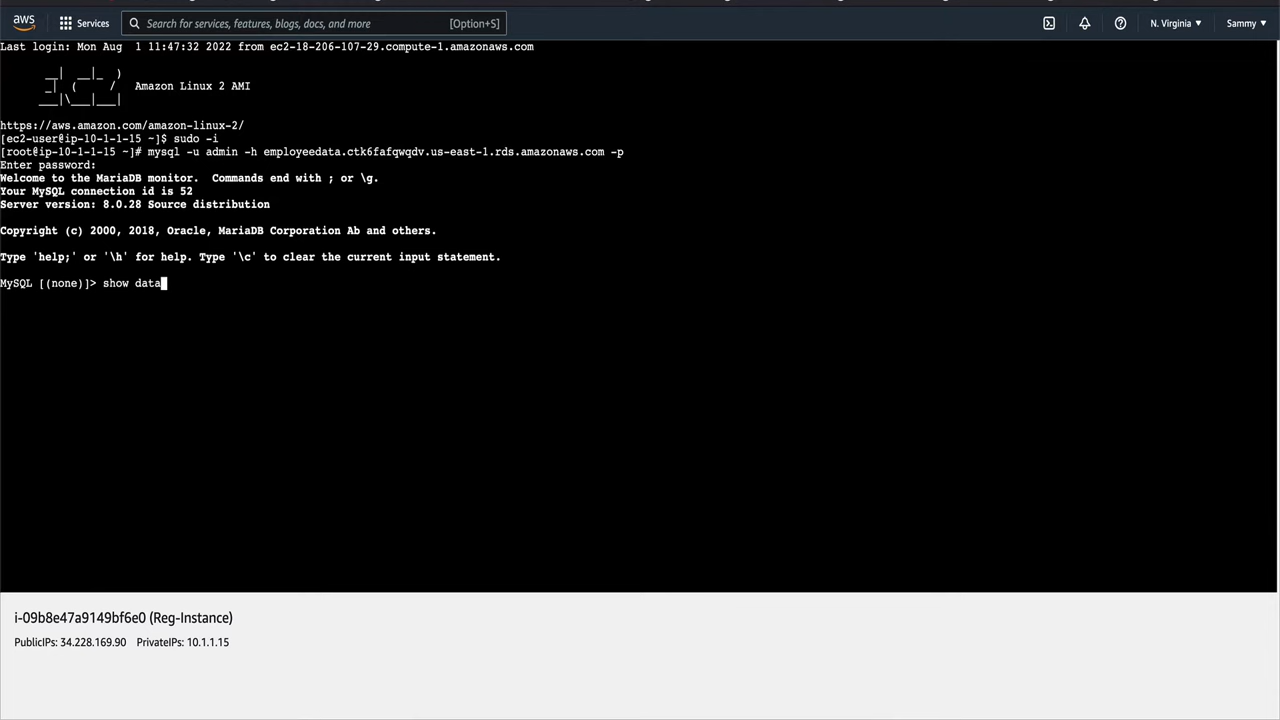 aws
Services
Search for services, features, blogs, docs, and more
[Option+S]
N. Virginia
Sammy
Last login: Mon Aug  1 11:47:32 2022 from ec2-18-206-107-29.compute-1.amazonaws.com
       __|  __|_  )
       _|  (     /   Amazon Linux 2 AMI
      ___|\___|___|
https://aws.amazon.com/amazon-linux-2/
[ec2-user@ip-10-1-1-15 ~]$ sudo -i
[root@ip-10-1-1-15 ~]# mysql -u admin -h employeedata.ctk6fafqwqdv.us-east-1.rds.amazonaws.com -p
Enter password:
Welcome to the MariaDB monitor.  Commands end with ; or \g.
Your MySQL connection id is 52
Server version: 8.0.28 Source distribution
Copyright (c) 2000, 2018, Oracle, MariaDB Corporation Ab and others.
Type 'help;' or '\h' for help. Type '\c' to clear the current input statement.
MySQL [(none)]> show data
i-09b8e47a9149bf6e0 (Reg-Instance)
PublicIPs: 34.228.169.90    PrivateIPs: 10.1.1.15